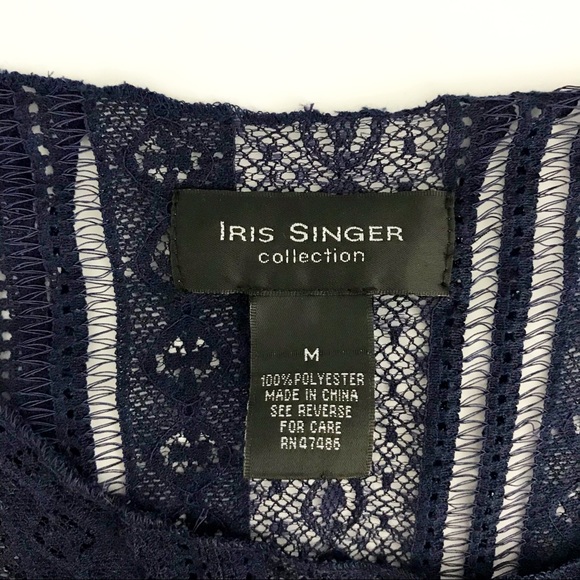 IRIS SINGER
collection
M
100% POLYESTER
MADE IN CHINA
SEE REVERSE
FOR CARE
RN47486